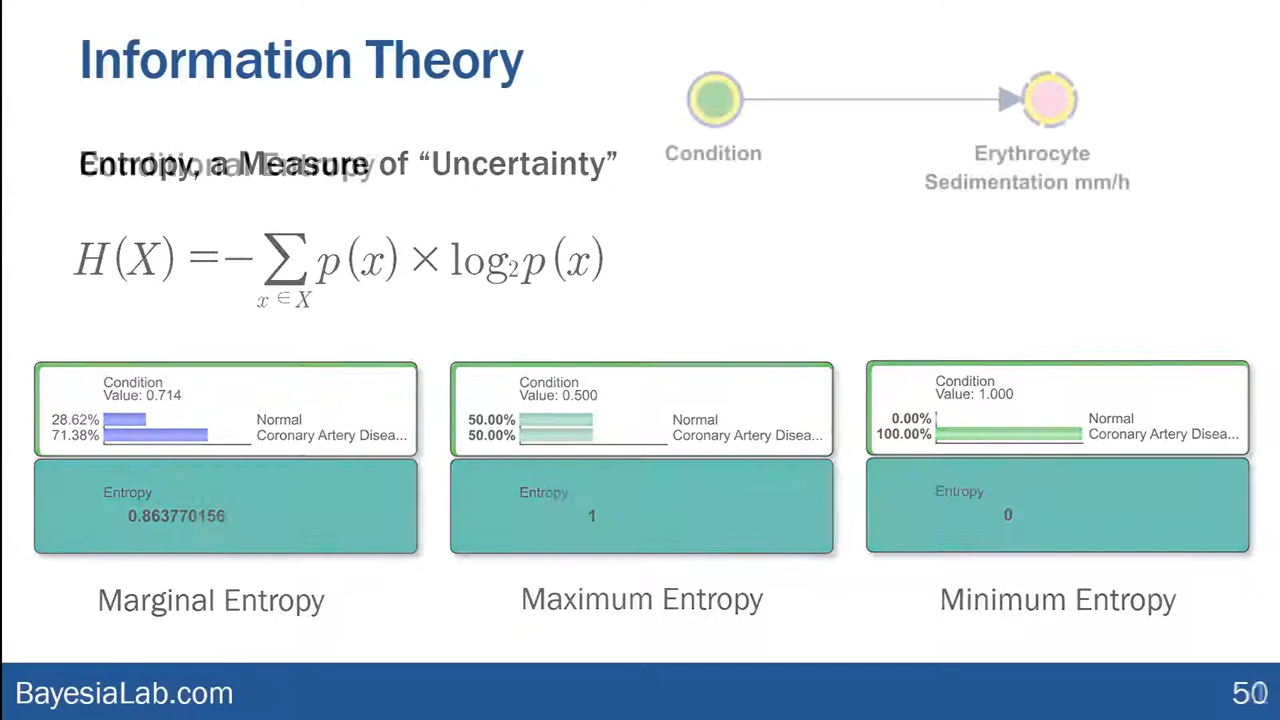 Information Theory
Entropy, a Measure of “Uncertainty”
Conditional Entropy
Condition
Erythrocyte
Sedimentation mm/h
H(X) = − ∑ p(x) × log₂ p(x)
x ∈ X
Condition
Value: 0.714
28.62% Normal
71.38% Coronary Artery Disea...
Entropy
0.863770156
Marginal Entropy
Condition
Value: 0.500
50.00% Normal
50.00% Coronary Artery Disea...
Entropy
1
Maximum Entropy
Condition
Value: 1.000
0.00% Normal
100.00% Coronary Artery Disea...
Entropy
0
Minimum Entropy
BayesiaLab.com